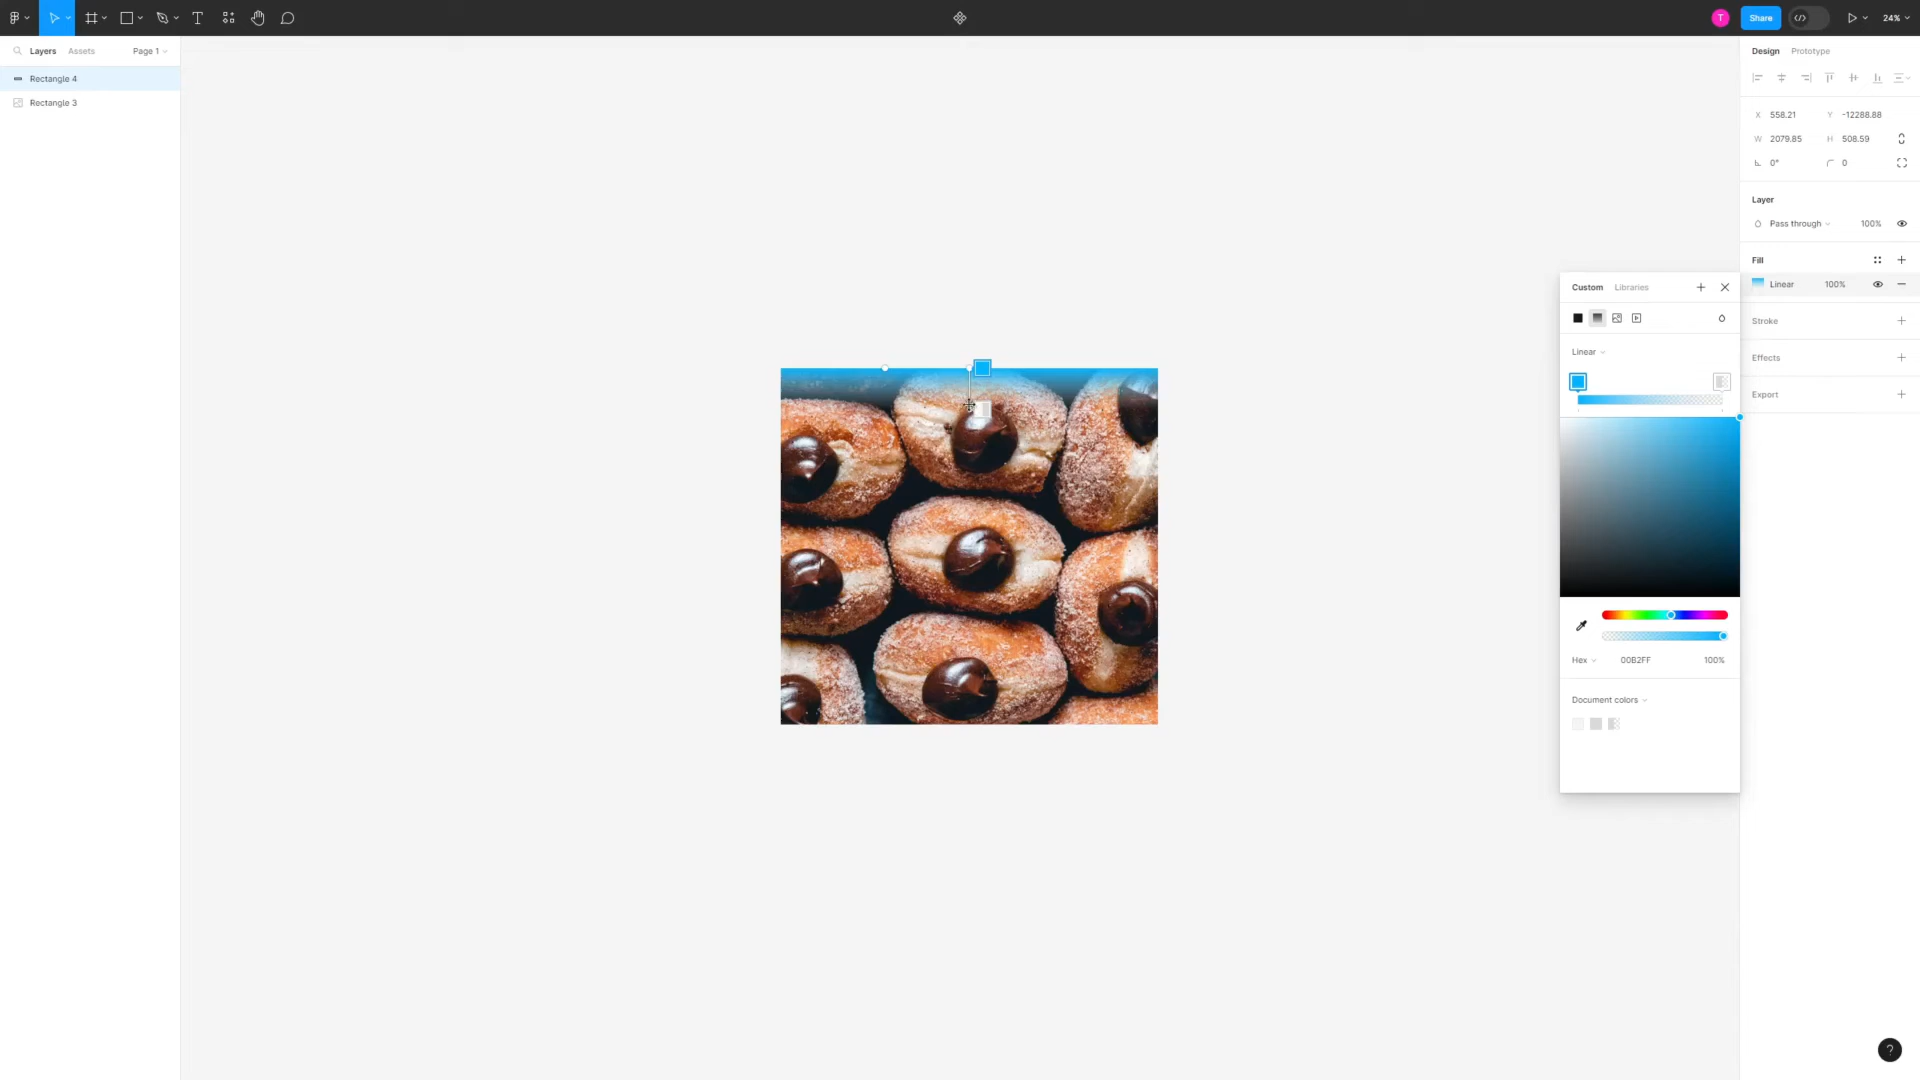 T
Share
24%
Layers
Assets
Page 1
Rectangle 4
Rectangle 3
Design
Prototype
X 558.21
Y -12288.88
W 2079.85
H 508.59
0°
0
Layer
Pass through
100%
Fill
Linear
100%
Stroke
Effects
Export
Custom
Libraries
Linear
Hex
00B2FF
100%
Document colors
?